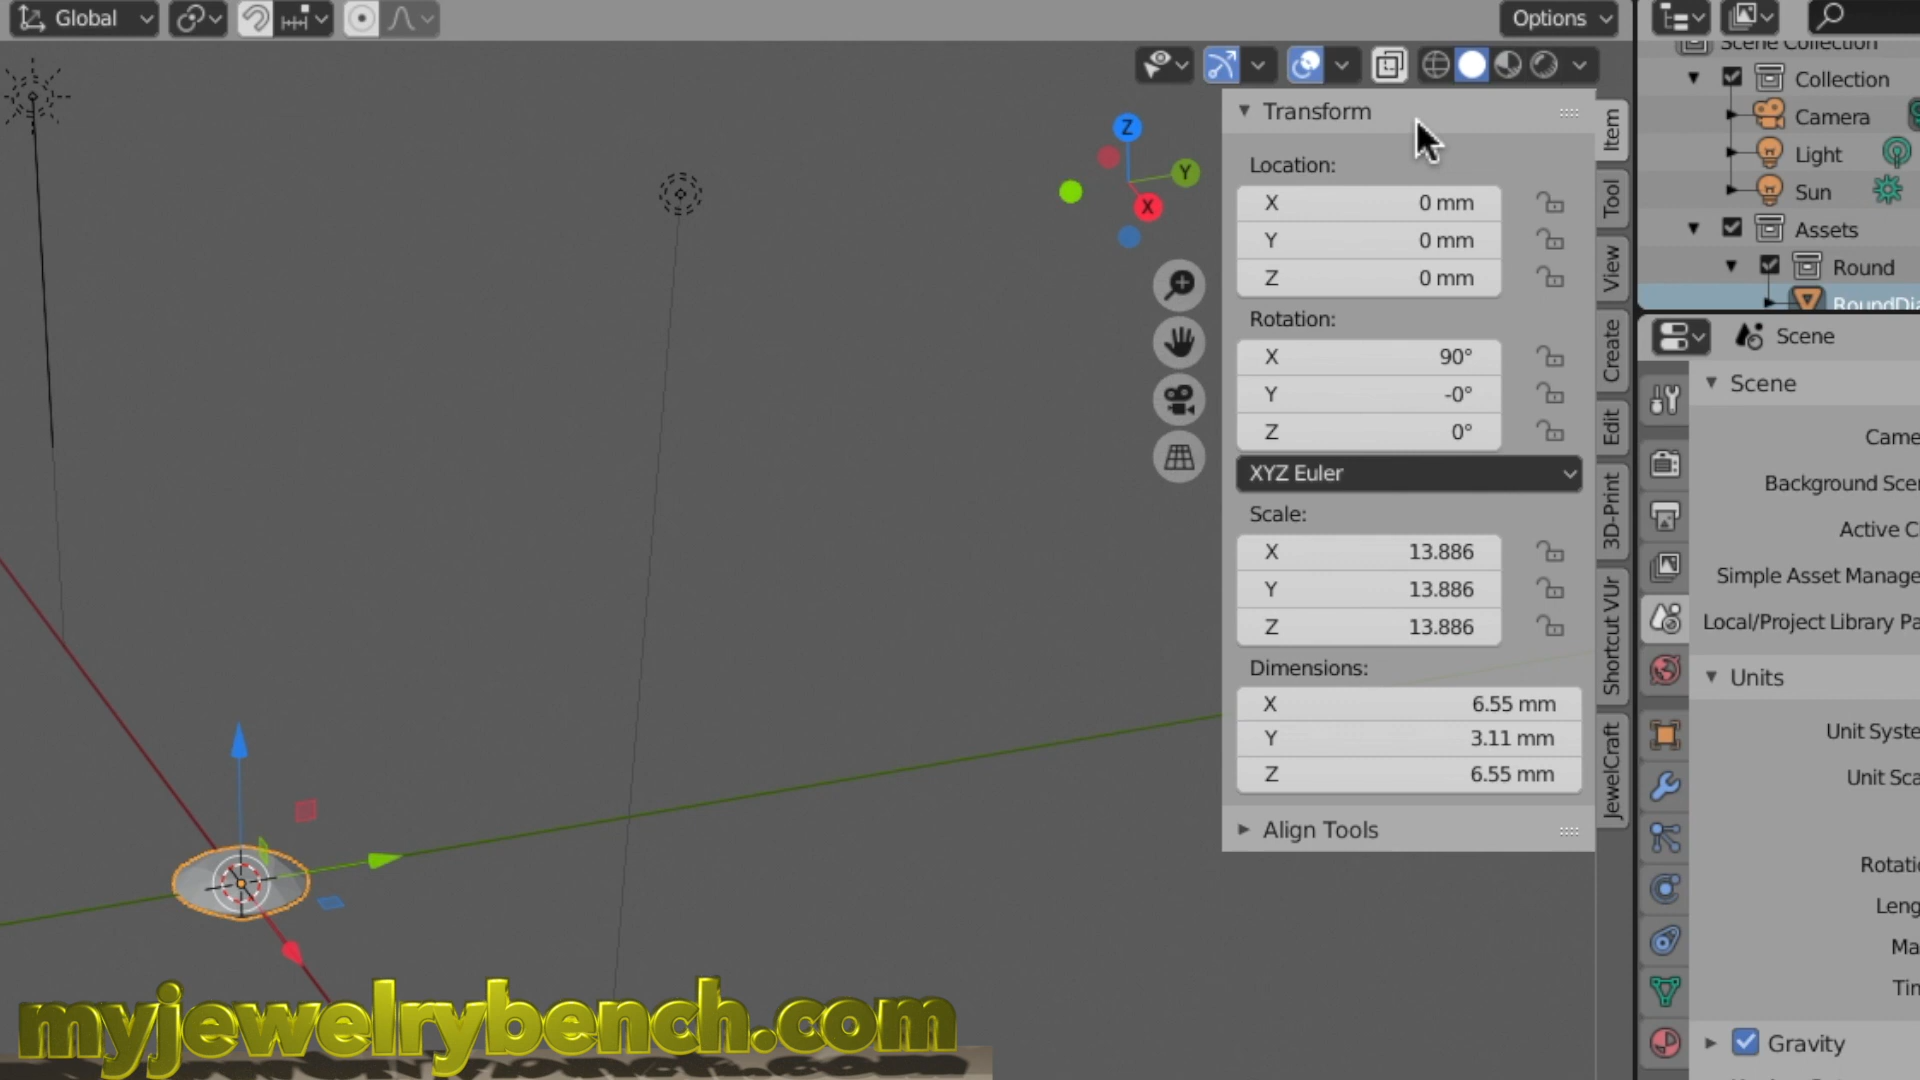 Global
Options
Scene Collection
Collection
Camera
Light
Sun
Assets
Round
RoundDia
Z
Y
X
Transform
Location:
X 0 mm
Y 0 mm
Z 0 mm
Rotation:
X 90°
Y -0°
Z 0°
XYZ Euler
Scale:
X 13.886
Y 13.886
Z 13.886
Dimensions:
X 6.55 mm
Y 3.11 mm
Z 6.55 mm
Align Tools
Item
Tool
View
Create
Edit
3D-Print
Shortcut VUr
JewelCraft
Scene
Scene
Came
Background Scen
Active C
Simple Asset Manage
Local/Project Library Pa
Units
Unit Syste
Unit Sca
Rotatio
Leng
Ma
Tin
Gravity
myjewelrybench.com